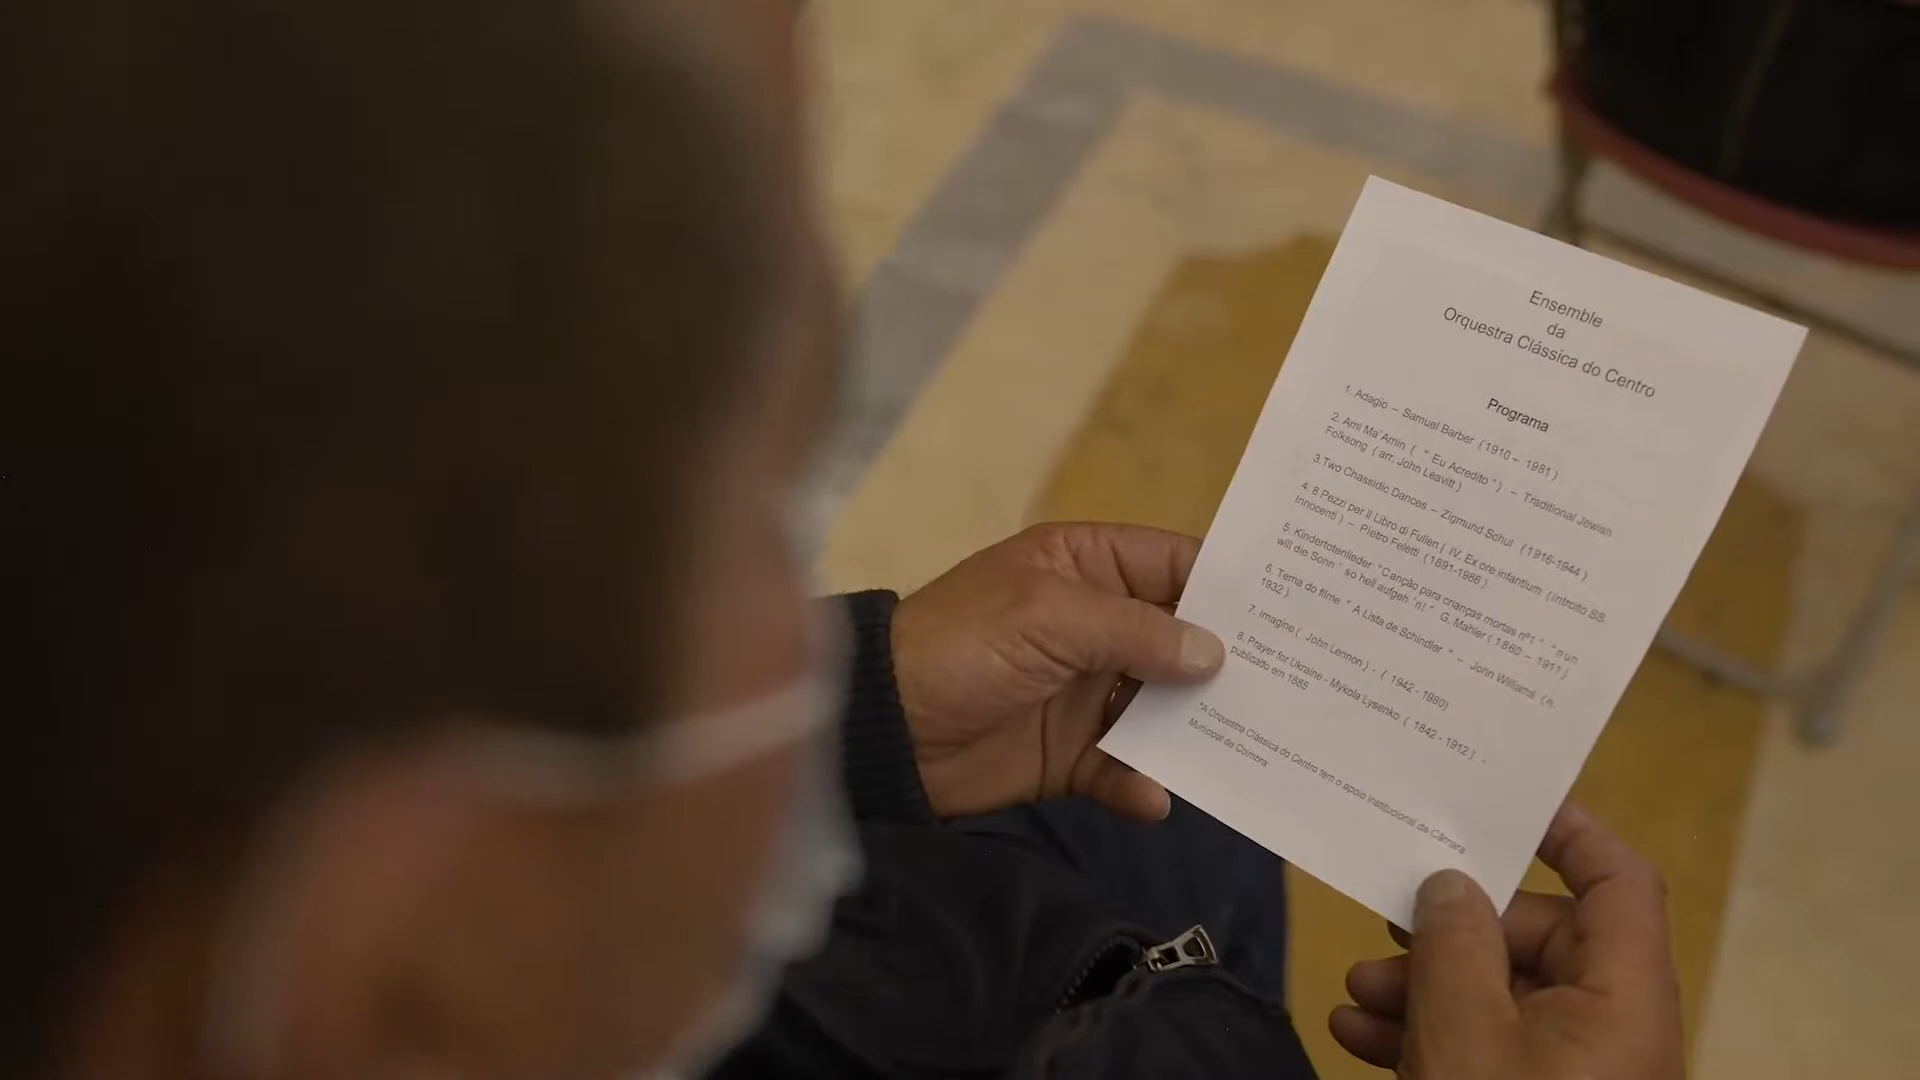 Ensemble
da
Orquestra Clássica do Centro
Programa
1. Adagio – Samuel Barber (1910 – 1981)
2. Ami Ma'Amin ( " Eu Acredito ") – Traditional Jewish
Folksong ( arr. John Leavitt )
3.Two Chassidic Dances – Zigmund Schul (1916-1944)
4. 8 Pezzi per il Libro di Fullen ( IV. Ex ore infantium (introito SS
Innocenti ) – Pietro Feletti (1891-1986)
5. Kindertotenlieder "Canção para crianças mortas nº1 " - " nun
will die Sonn ' so hell aufgeh 'n! " G. Mahler ( 1860 – 1911)
6. Tema do filme " A Lista de Schindler " – John Williams (n.
1932 )
7. Imagine ( John Lennon ) - ( 1942 - 1980)
8. Prayer for Ukraine - Mykola Lysenko ( 1842 - 1912 ) -
publicado em 1885
*A Orquestra Clássica do Centro tem o apoio institucional da Câmara
Municipal de Coimbra